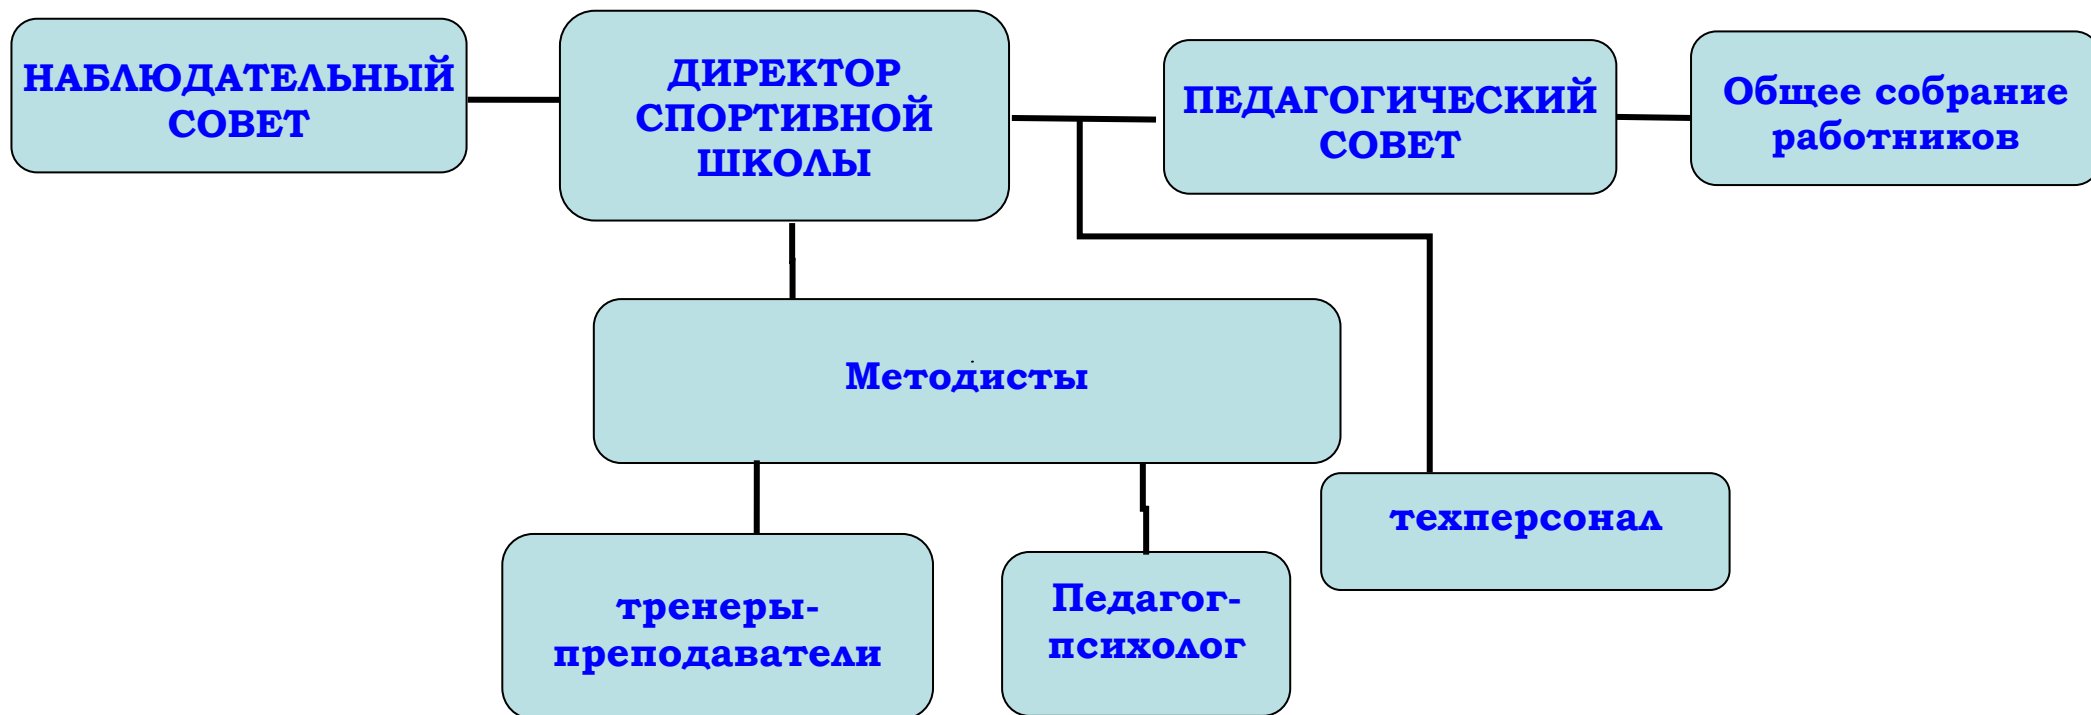 НАБЛЮДАТЕЛЬНЫЙ
СОВЕТ
ДИРЕКТОР
СПОРТИВНОЙ
ШКОЛЫ
ПЕДАГОГИЧЕСКИЙ
СОВЕТ
Общее собрание
работников
Методисты
тренеры-
преподаватели
Педагог-
психолог
техперсонал